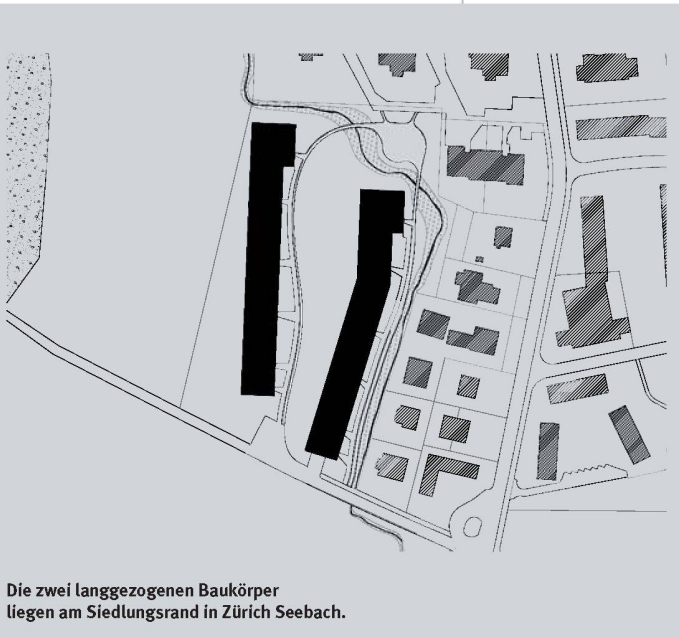 Die zwei langgezogenen Baukörper
liegen am Siedlungsrand in Zürich Seebach.